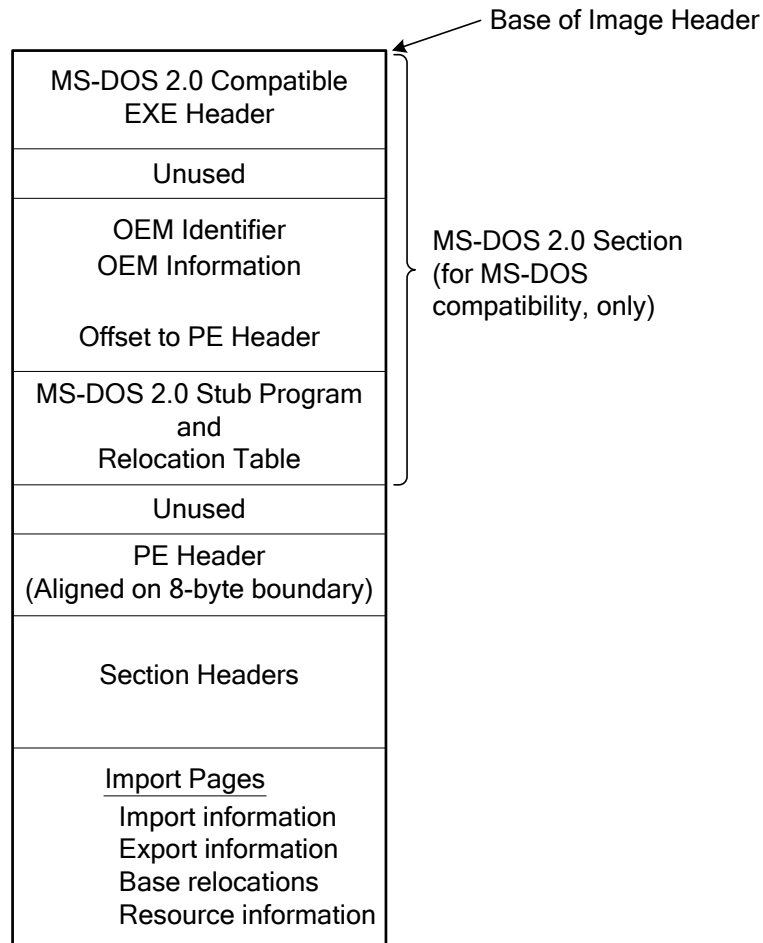 Base of Image Header
MS-DOS 2.0 Compatible
EXE Header
Unused
OEM Identifier
OEM Information
Offset to PE Header
MS-DOS 2.0 Section
(for MS-DOS
compatibility, only)
MS-DOS 2.0 Stub Program
and
Relocation Table
Unused
PE Header
(Aligned on 8-byte boundary)
Section Headers
Import Pages
Import information
Export information
Base relocations
Resource information